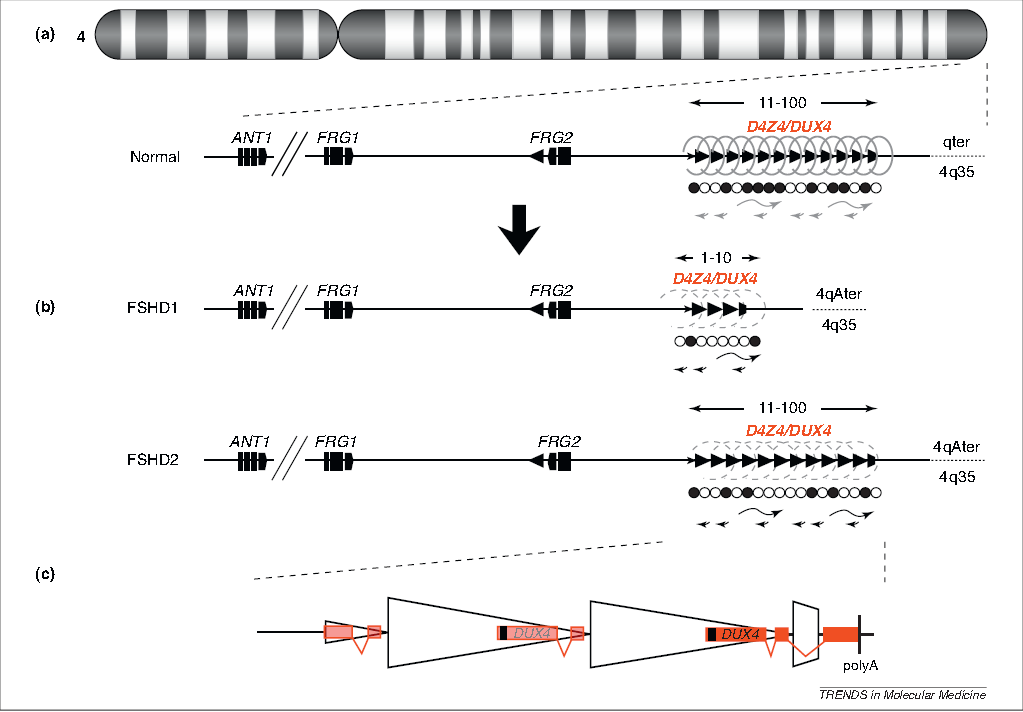 (a) 4
11-100
D4Z4/DUX4
ANT1 FRG1 FRG2
Normal
qter
4q35
1-10
D4Z4/DUX4
ANT1 FRG1 FRG2
(b) FSHD1
4qAter
4q35
11-100
D4Z4/DUX4
ANT1 FRG1 FRG2
FSHD2
4qAter
4q35
(c)
DUX4 DUX4
polyA
TRENDS in Molecular Medicine